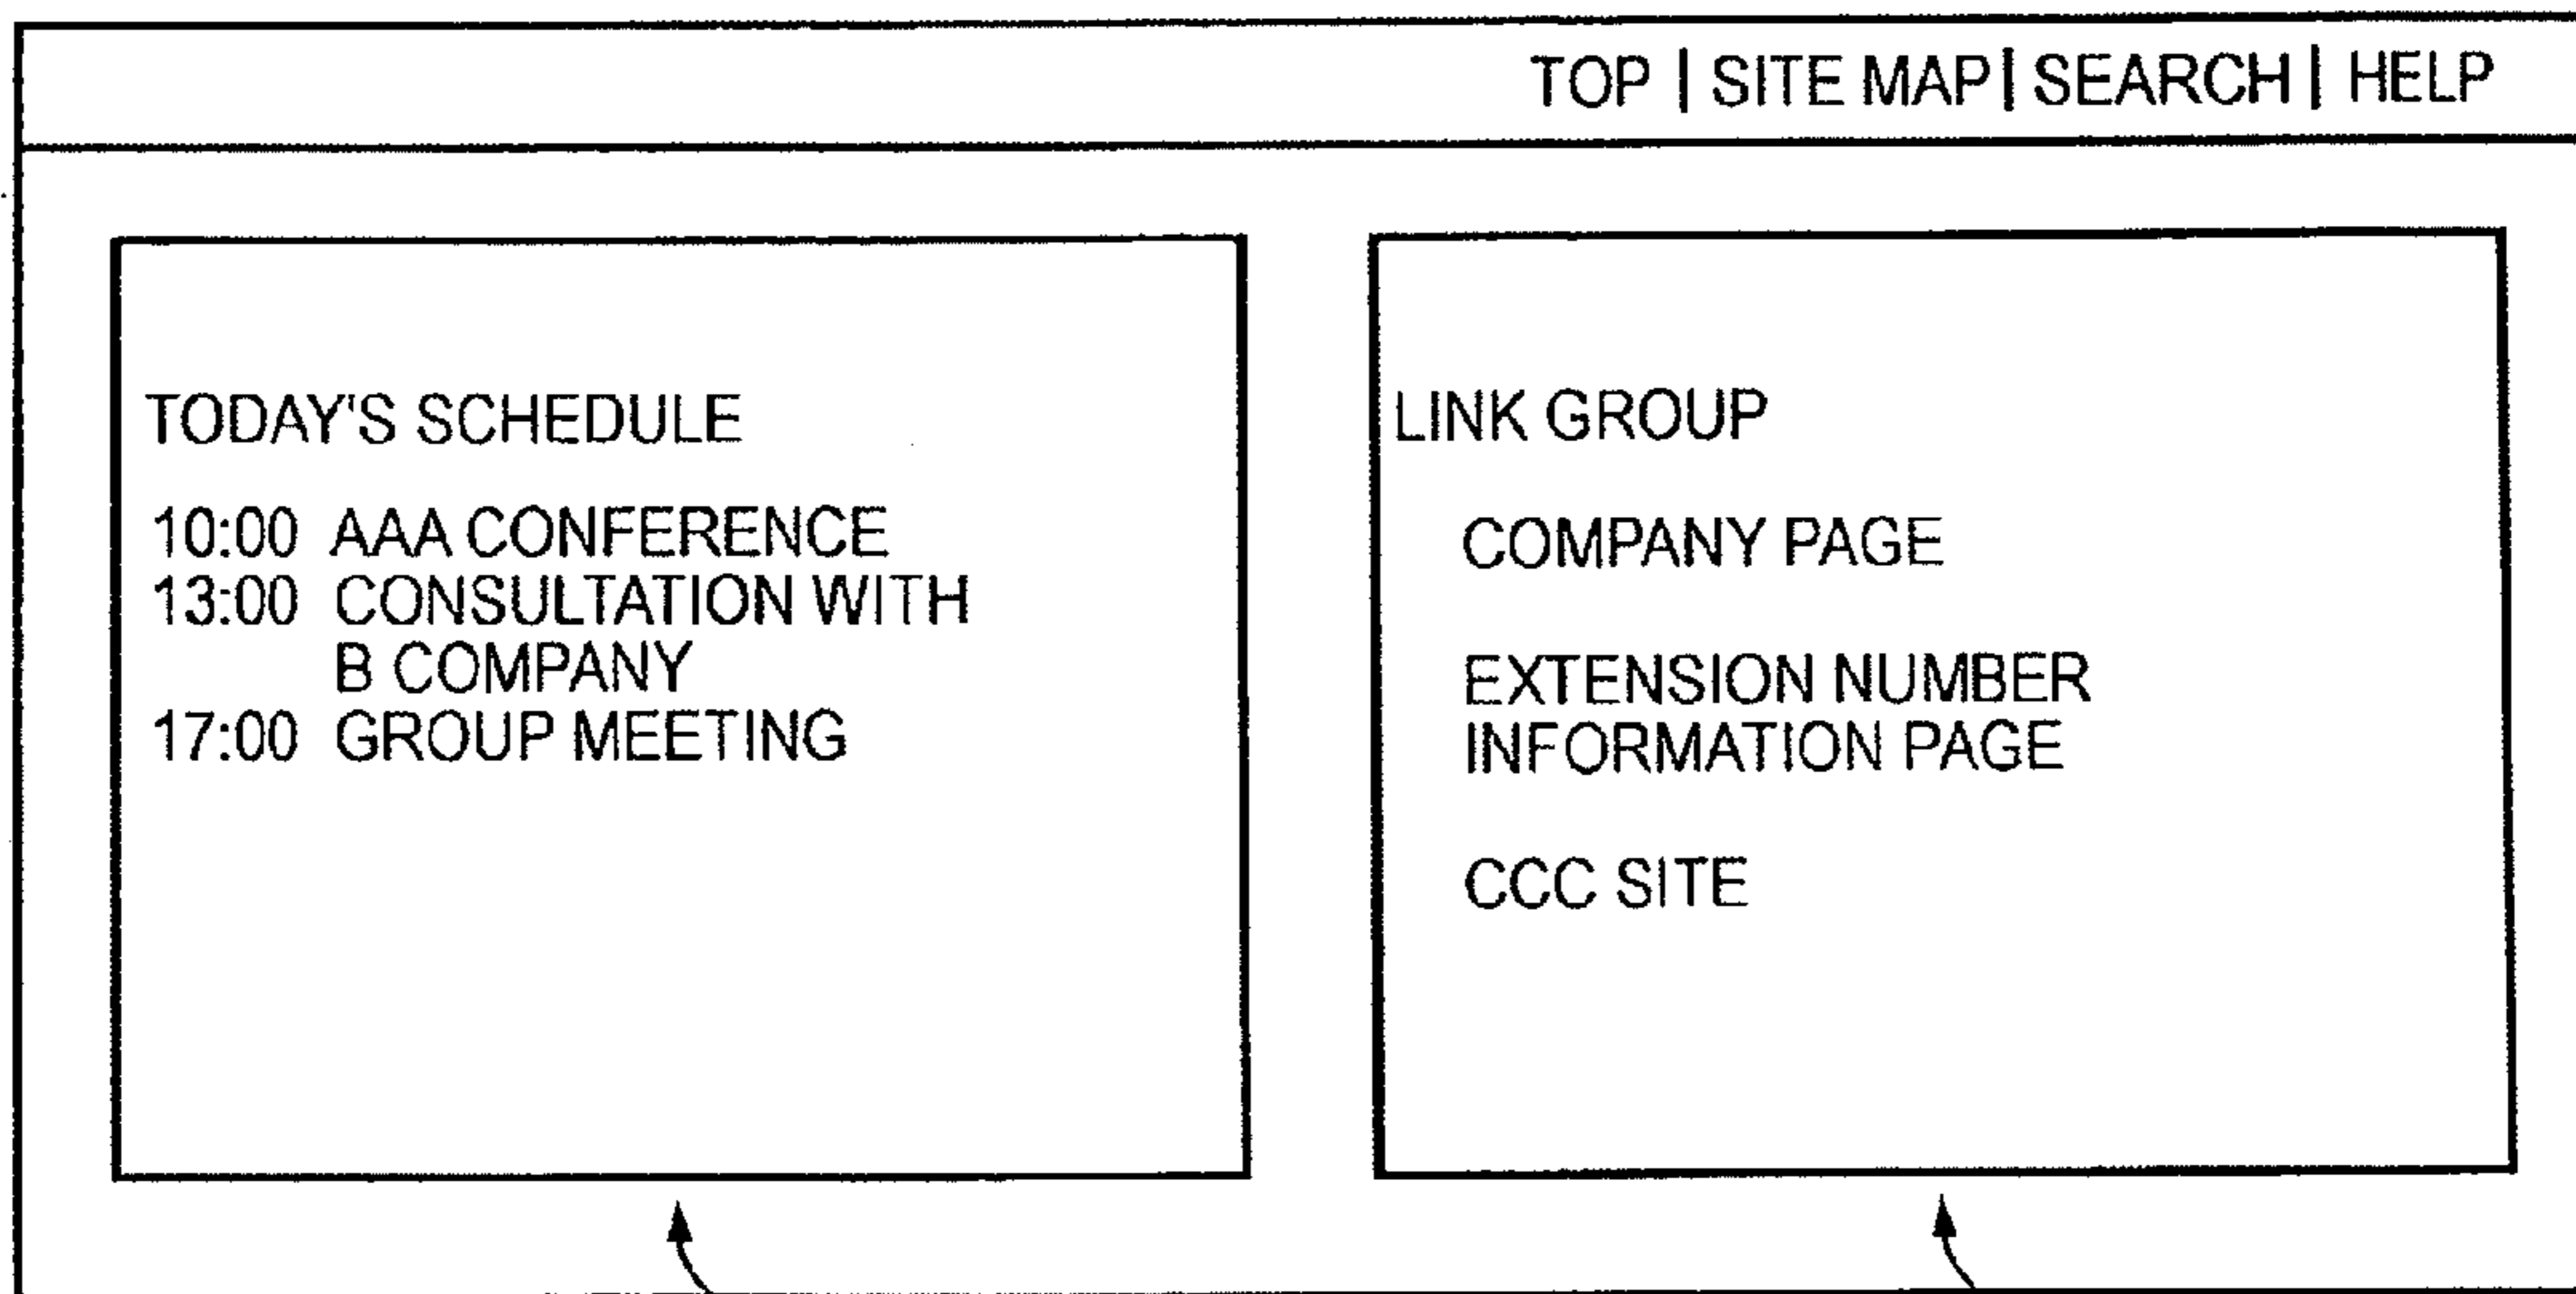 TOP | SITE MAP | SEARCH | HELP
TODAY'S SCHEDULE
10:00 AAA CONFERENCE
13:00 CONSULTATION WITH
B COMPANY
17:00 GROUP MEETING
LINK GROUP
COMPANY PAGE
EXTENSION NUMBER
INFORMATION PAGE
CCC SITE